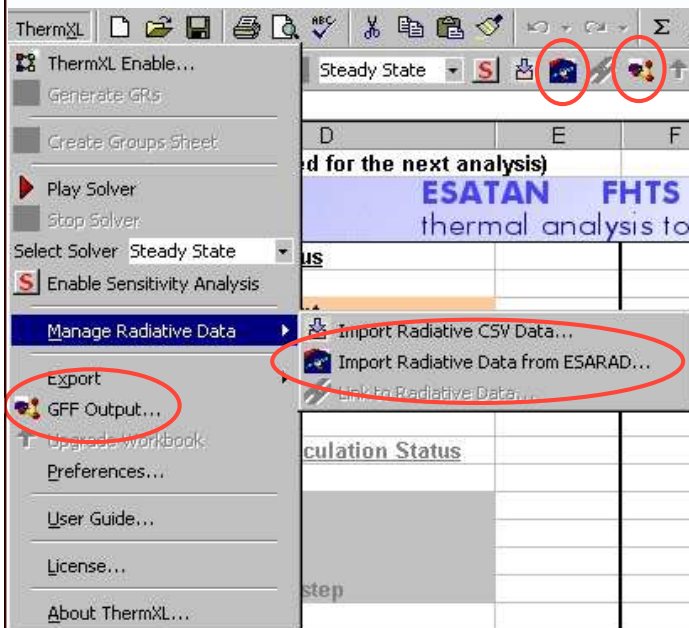 ThermXL
ABC
Σ
ThermXL Enable...
Steady State
S
Generate GRs
Create Groups Sheet
D E F
d for the next analysis)
Play Solver
ESATAN FHTS
Stop Solver
thermal analysis to
Select Solver Steady State
us
S Enable Sensitivity Analysis
Manage Radiative Data
Import Radiative CSV Data...
Import Radiative Data from ESARAD...
Export
Link to Radiative Data...
GFF Output...
Upgrade Workbook
culation Status
Preferences...
User Guide...
License...
step
About ThermXL...